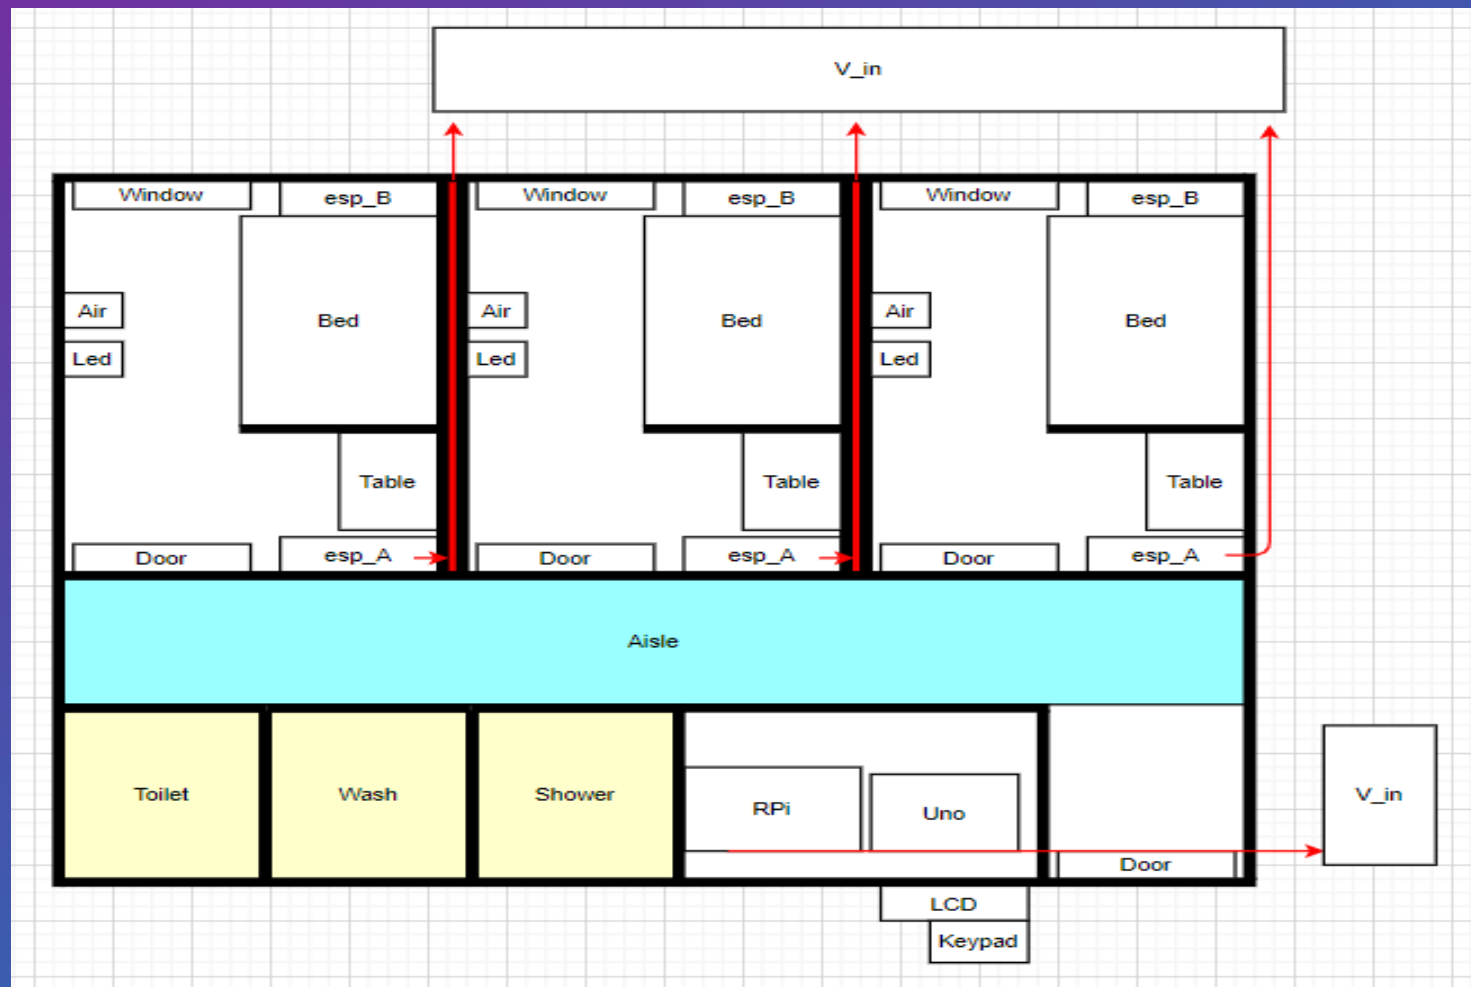 V_in
Window
esp_B
Window
esp_B
Window
esp_B
Air
Bed
Air
Bed
Air
Bed
Led
Led
Led
Table
Table
Table
Door
esp_A
Door
esp_A
Door
esp_A
Aisle
Toilet
Wash
Shower
RPi
Uno
V_in
Door
LCD
Keypad